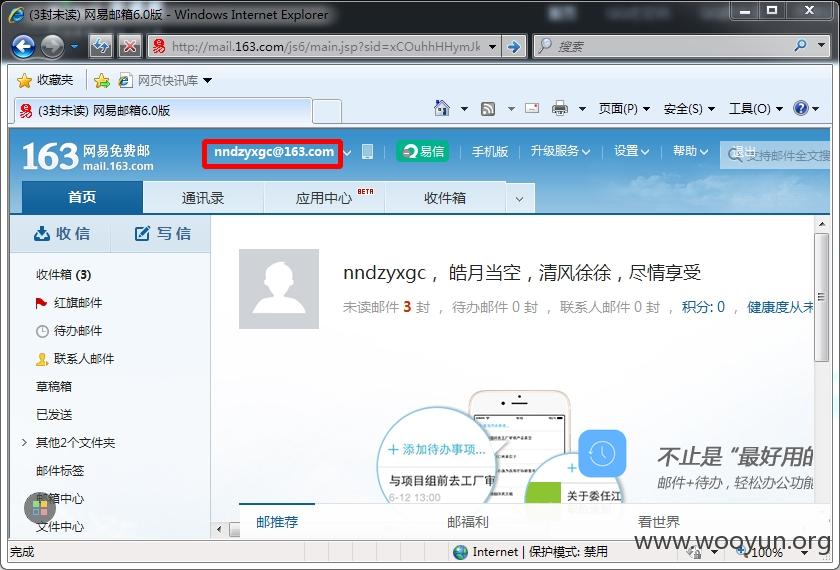 (3封未读) 网易邮箱6.0版 - Windows Internet Explorer
http://mail.163.com/js6/main.jsp?sid=xCOuhhHHymJk
搜索
收藏夹
网页快讯库
(3封未读) 网易邮箱6.0版
页面(P)
安全(S)
工具(O)
163 网易免费邮
mail.163.com
nndzyxgc@163.com
易信
手机版
升级服务
设置
帮助
退出
支持邮件全文搜
首页
通讯录
应用中心
BETA
收件箱
收 信
写 信
收件箱 (3)
红旗邮件
待办邮件
联系人邮件
草稿箱
已发送
其他2个文件夹
邮件标签
邮箱中心
文件中心
nndzyxgc，皓月当空，清风徐徐，尽情享受
未读邮件 3 封 ， 待办邮件 0 封 ， 联系人邮件 0 封 ， 积分: 0 ， 健康度从未
添加待办事项...
与项目组前去工厂审
6-12 13:00
关于委任江
不止是 “最好用的
邮件+待办，轻松办公功能
邮推荐
邮福利
看世界
www.wooyun.org
完成
Internet | 保护模式: 禁用
100%